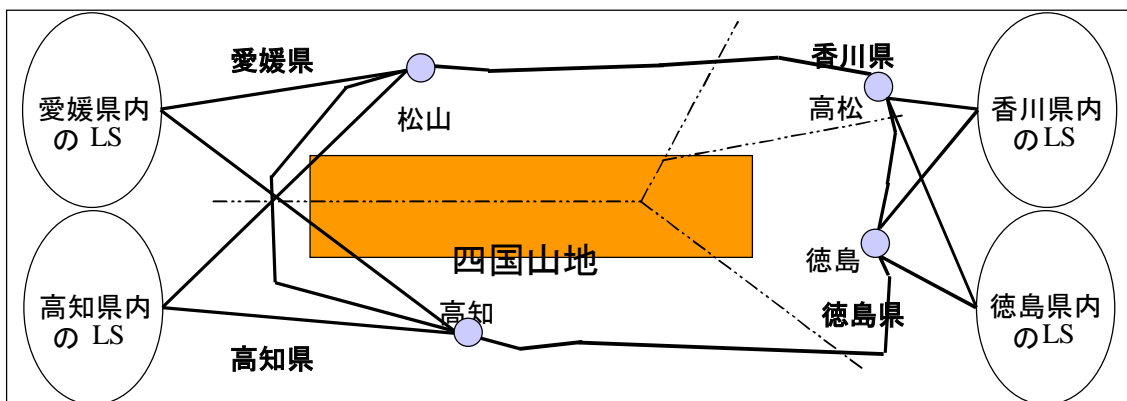 愛媛県
香川県
愛媛県内
の LS
松山
高松
香川県内
のLS
四国山地
徳島
高知県内
の LS
高知
徳島県
徳島県内
のLS
高知県